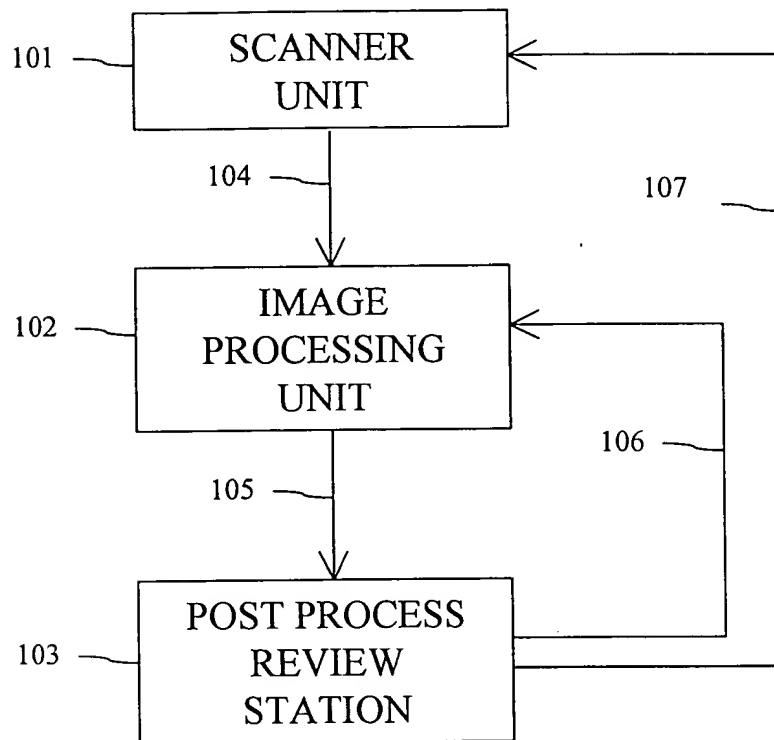 101
SCANNER
UNIT
104
107
102
IMAGE
PROCESSING
UNIT
106
105
103
POST PROCESS
REVIEW
STATION